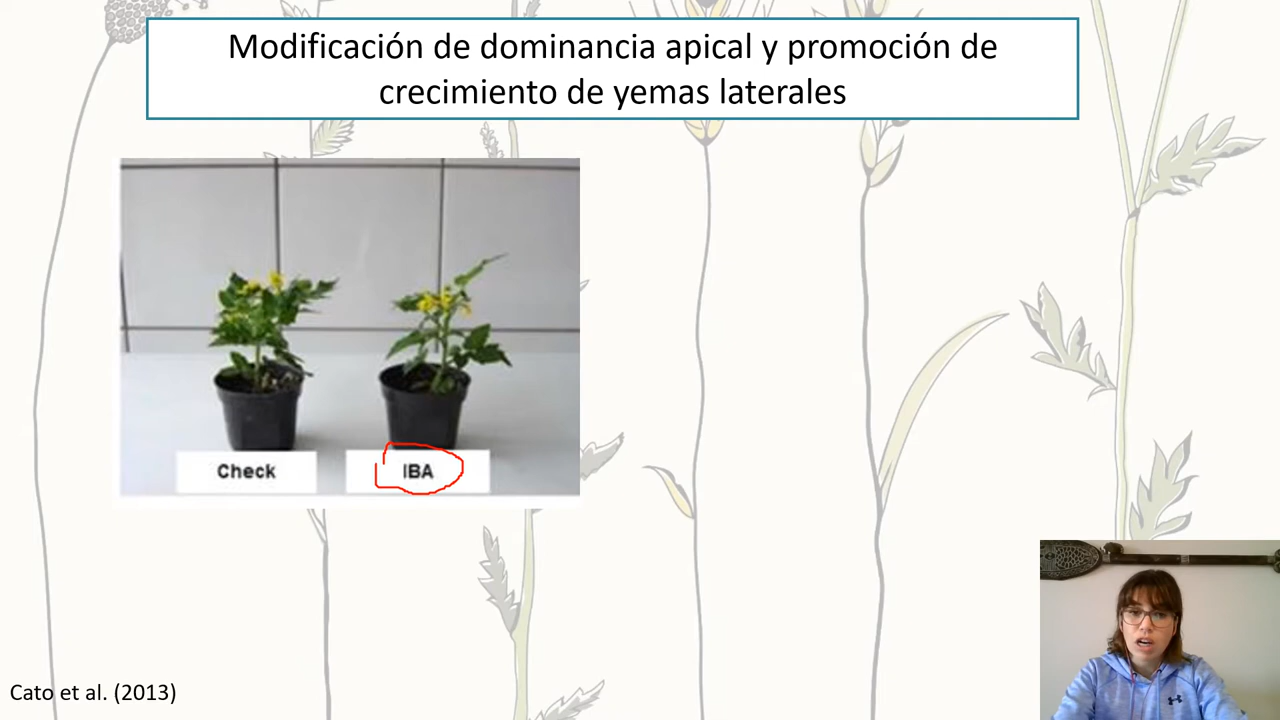 Modificación de dominancia apical y promoción de
crecimiento de yemas laterales
Check
IBA
Cato et al. (2013)